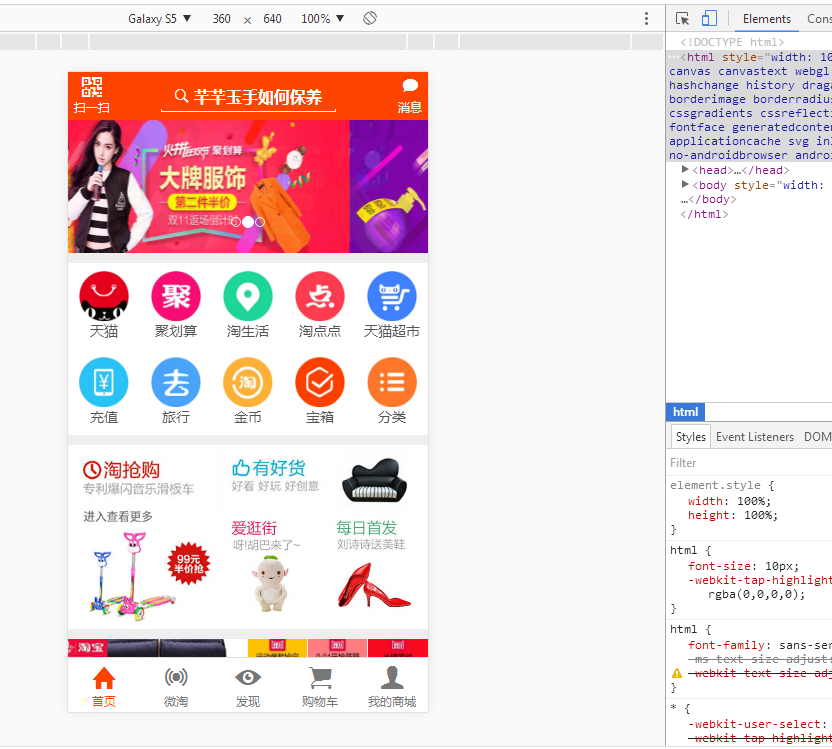 Galaxy S5 ▼ 360 × 640 100% ▼
扫一扫
芊芊玉手如何保养
消息
聚划算
大牌服饰
第二件半价
双11返场倒计时
天猫 聚划算 淘生活 淘点点 天猫超市
充值 旅行 金币 宝箱 分类
淘抢购
专利爆闪音乐滑板车
进入查看更多
99元
半价抢
有好货
好看 好玩 好创意
爱逛街
呀!胡巴来了~
每日首发
刘诗诗送美鞋
淘宝
首页 微淘 发现 购物车 我的商城
Elements Cons
<!DOCTYPE html>
…<html style="width: 10
canvas canvastext webgl
hashchange history draga
borderimage borderradius
cssgradients cssreflecti
fontface generatedconten
applicationcache svg inl
no-androidbrowser androi
▶<head>…</head>
▶<body style="width:
…</body>
</html>
html
Styles Event Listeners DOM
Filter
element.style {
width: 100%;
height: 100%;
}
html {
font-size: 10px;
-webkit-tap-highlight
rgba(0,0,0,0);
}
html {
font-family: sans-ser
-ms-text-size-adjust:
-webkit-text-size-adj
}
* {
-webkit-user-select:
-webkit-tap-highlight